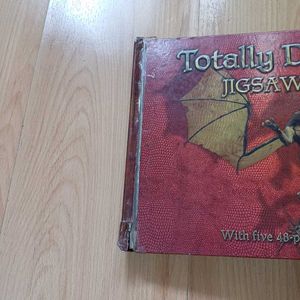 Totally D
JIGSAW
With five 48-p